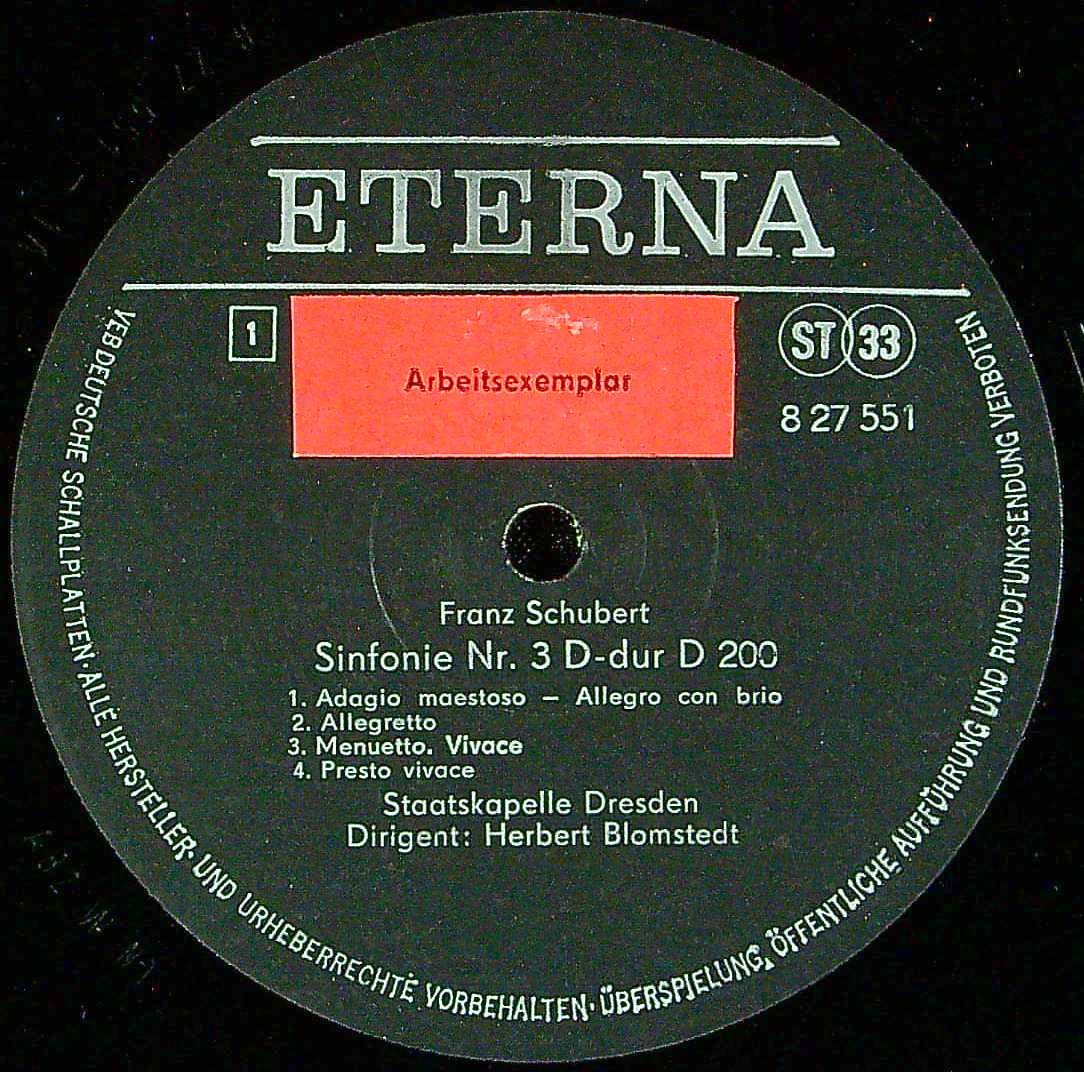 ETERNA
1
Arbeitsexemplar
ST 33
8 27 551
Franz Schubert
Sinfonie Nr. 3 D-dur D 200
1. Adagio maestoso – Allegro con brio
2. Allegretto
3. Menuetto. Vivace
4. Presto vivace
Staatskapelle Dresden
Dirigent: Herbert Blomstedt
VEB DEUTSCHE SCHALLPLATTEN · ALLE HERSTELLER- UND URHEBERRECHTE VORBEHALTEN · ÜBERSPIELUNG, ÖFFENTLICHE AUFFÜHRUNG UND RUNDFUNKSENDUNG VERBOTEN